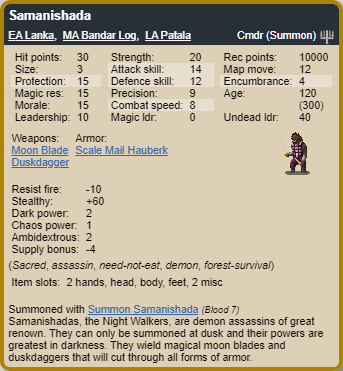 Samanishada
EA Lanka, MA Bandar Log, LA Patala Cmdr (Summon)
Hit points: 30 Strength: 20 Rec points: 10000
Size: 3 Attack skill: 14 Map move: 12
Protection: 15 Defence skill: 12 Encumbrance: 4
Magic res: 15 Precision: 9 Age: 120
Morale: 15 Combat speed: 8 (300)
Leadership: 10 Magic ldr: 0 Undead ldr: 40
Weapons: Armor:
Moon Blade Scale Mail Hauberk
Duskdagger
Resist fire: -10
Stealthy: +60
Dark power: 2
Chaos power: 1
Ambidextrous: 2
Supply bonus: -4
(Sacred, assassin, need-not-eat, demon, forest-survival)
Item slots: 2 hands, head, body, feet, 2 misc
Summoned with Summon Samanishada (Blood 7)
Samanishadas, the Night Walkers, are demon assassins of great
renown. They can only be summoned at dusk and their powers are
greatest in darkness. They wield magical moon blades and
duskdaggers that will cut through all forms of armor.